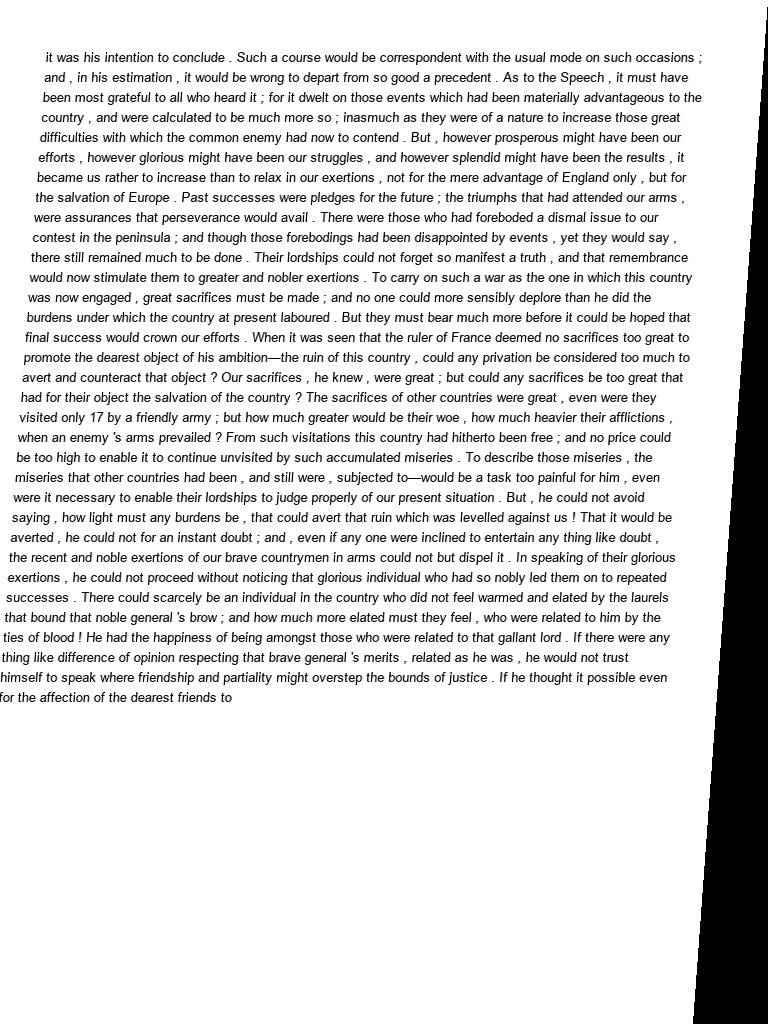 it was his intention to conclude . Such a course would be correspondent with the usual mode on such occasions ;
and , in his estimation , it would be wrong to depart from so good a precedent . As to the Speech , it must have
been most grateful to all who heard it ; for it dwelt on those events which had been materially advantageous to the
country , and were calculated to be much more so ; inasmuch as they were of a nature to increase those great
difficulties with which the common enemy had now to contend . But , however prosperous might have been our
efforts , however glorious might have been our struggles , and however splendid might have been the results , it
became us rather to increase than to relax in our exertions , not for the mere advantage of England only , but for
the salvation of Europe . Past successes were pledges for the future ; the triumphs that had attended our arms ,
were assurances that perseverance would avail . There were those who had foreboded a dismal issue to our
contest in the peninsula ; and though those forebodings had been disappointed by events , yet they would say ,
there still remained much to be done . Their lordships could not forget so manifest a truth , and that remembrance
would now stimulate them to greater and nobler exertions . To carry on such a war as the one in which this country
was now engaged , great sacrifices must be made ; and no one could more sensibly deplore than he did the
burdens under which the country at present laboured . But they must bear much more before it could be hoped that
final success would crown our efforts . When it was seen that the ruler of France deemed no sacrifices too great to
promote the dearest object of his ambition—the ruin of this country , could any privation be considered too much to
avert and counteract that object ? Our sacrifices , he knew , were great ; but could any sacrifices be too great that
had for their object the salvation of the country ? The sacrifices of other countries were great , even were they
visited only 17 by a friendly army ; but how much greater would be their woe , how much heavier their afflictions ,
when an enemy 's arms prevailed ? From such visitations this country had hitherto been free ; and no price could
be too high to enable it to continue unvisited by such accumulated miseries . To describe those miseries , the
miseries that other countries had been , and still were , subjected to—would be a task too painful for him , even
were it necessary to enable their lordships to judge properly of our present situation . But , he could not avoid
saying , how light must any burdens be , that could avert that ruin which was levelled against us ! That it would be
averted , he could not for an instant doubt ; and , even if any one were inclined to entertain any thing like doubt ,
the recent and noble exertions of our brave countrymen in arms could not but dispel it . In speaking of their glorious
exertions , he could not proceed without noticing that glorious individual who had so nobly led them on to repeated
successes . There could scarcely be an individual in the country who did not feel warmed and elated by the laurels
that bound that noble general 's brow ; and how much more elated must they feel , who were related to him by the
ties of blood ! He had the happiness of being amongst those who were related to that gallant lord . If there were any
thing like difference of opinion respecting that brave general 's merits , related as he was , he would not trust
himself to speak where friendship and partiality might overstep the bounds of justice . If he thought it possible even
for the affection of the dearest friends to